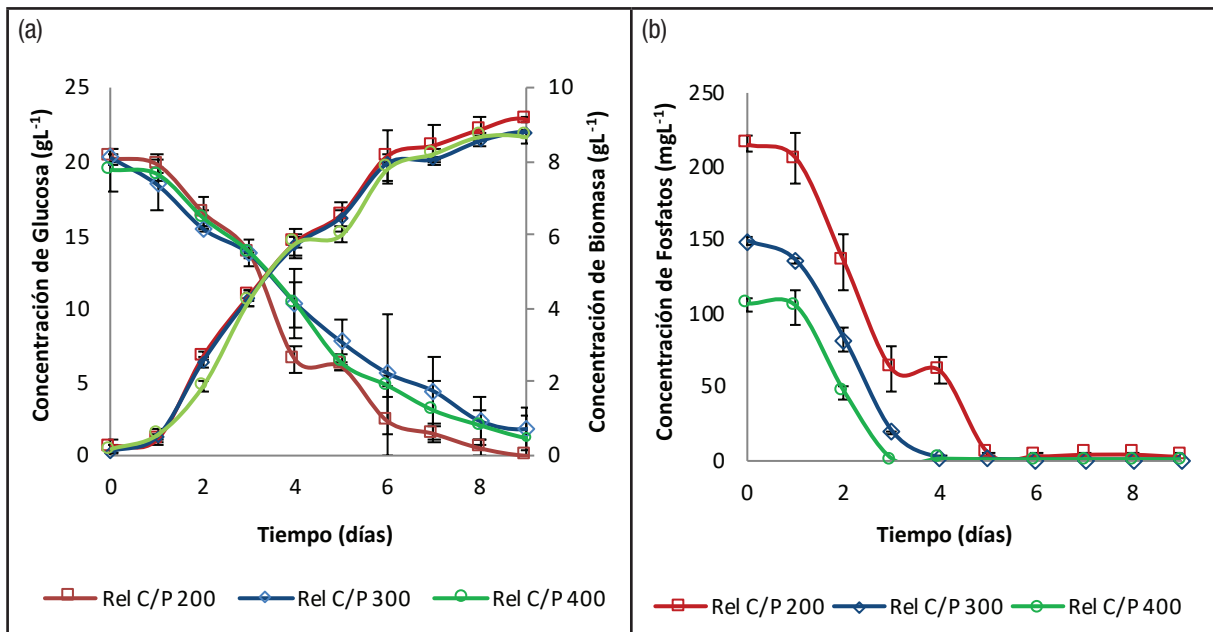 (a)
Concentración de Glucosa (gL-1)
25
20
15
10
5
0
0 2 4 6 8
Tiempo (días)
10
8
6
4
2
0
Concentración de Biomasa (gL-1)
Rel C/P 200 Rel C/P 300 Rel C/P 400
(b)
Concentración de Fosfatos (mgL-1)
250
200
150
100
50
0
0 2 4 6 8
Tiempo (días)
Rel C/P 200 Rel C/P 300 Rel C/P 400